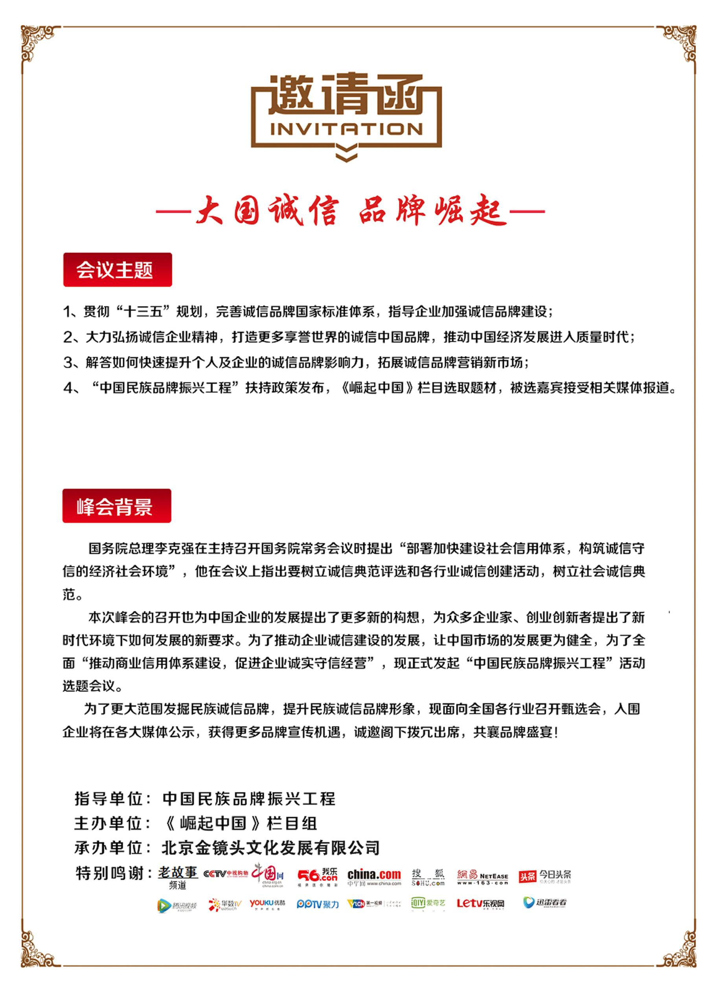 邀请函
INVITATION
大国诚信 品牌崛起
会议主题
1、贯彻“十三五”规划，完善诚信品牌国家标准体系，指导企业加强诚信品牌建设；
2、大力弘扬诚信企业精神，打造更多享誉世界的诚信中国品牌，推动中国经济发展进入质量时代；
3、解答如何快速提升个人及企业的诚信品牌影响力，拓展诚信品牌营销新市场；
4、“中国民族品牌振兴工程”扶持政策发布，《崛起中国》栏目选取题材，被选嘉宾接受相关媒体报道。
峰会背景
国务院总理李克强在主持召开国务院常务会议时提出“部署加快建设社会信用体系，构筑诚信守
信的经济社会环境”，他在会议上指出要树立诚信典范评选和各行业诚信创建活动，树立社会诚信典
范。
本次峰会的召开也为中国企业的发展提出了更多新的构想，为众多企业家、创业创新者提出了新
时代环境下如何发展的新要求。为了推动企业诚信建设的发展，让中国市场的发展更为健全，为了全
面“推动商业信用体系建设，促进企业诚实守信经营”，现正式发起“中国民族品牌振兴工程”活动
选题会议。
为了更大范围发掘民族诚信品牌，提升民族诚信品牌形象，现面向全国各行业召开甄选会，入围
企业将在各大媒体公示，获得更多品牌宣传机遇，诚邀阁下拨冗出席，共襄品牌盛宴！
指导单位：中国民族品牌振兴工程
主办单位：《崛起中国》栏目组
承办单位：北京金镜头文化发展有限公司
特别鸣谢：老故事 CCTV 中视购物 中国网 56.com 我乐 china.com 搜狐 網易 NETEASE 头条 今日头条
频道 china.org.cn china.com.cn 中华网 www.china.com SOHU.com www.163.com
腾讯视频 华数TV YOUKU优酷 PPTV聚力 V1CN 第一视频 iQIYI爱奇艺 Letv乐视网 迅雷看看